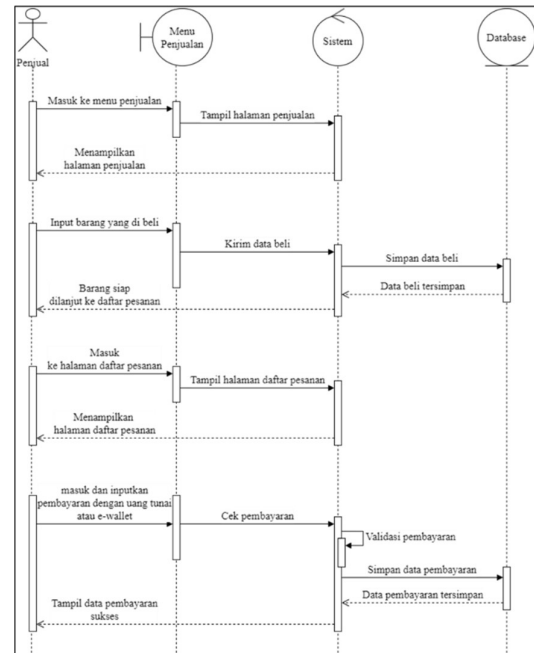 Menu
Penjualan
Sistem
Database
Penjual
Masuk ke menu penjualan
Tampil halaman penjualan
Menampilkan
halaman penjualan
Input barang yang di beli
Kirim data beli
Simpan data beli
Data beli tersimpan
Barang siap
dilanjut ke daftar pesanan
Masuk
ke halaman daftar pesanan
Tampil halaman daftar pesanan
Menampilkan
halaman daftar pesanan
masuk dan inputkan
pembayaran dengan uang tunai
atau e-wallet
Cek pembayaran
Validasi pembayaran
Simpan data pembayaran
Data pembayaran tersimpan
Tampil data pembayaran
sukses